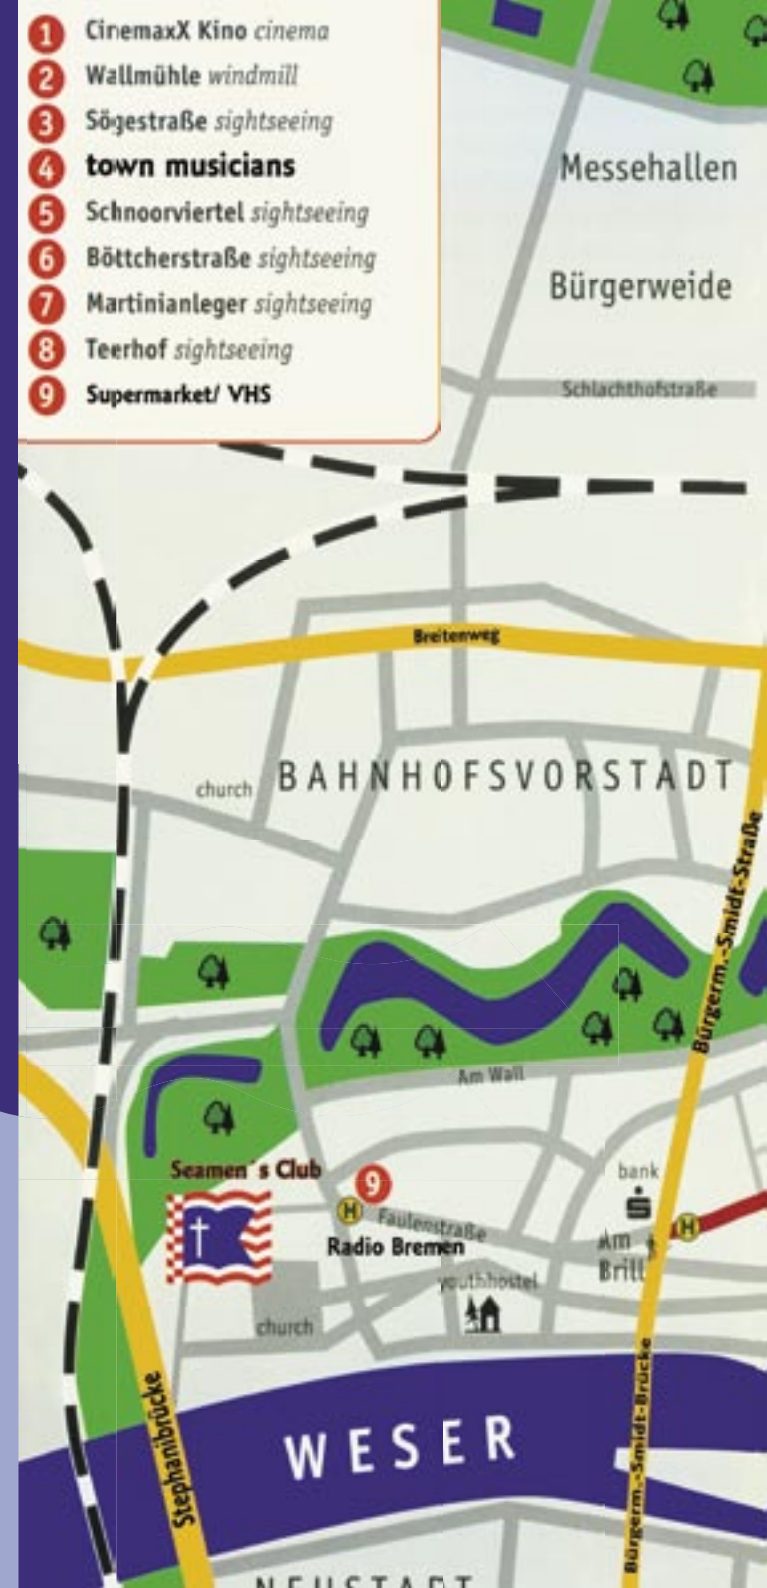 1 CinemaxX Kino cinema
2 Wallmühle windmill
3 Sögestraße sightseeing
4 town musicians
5 Schnoorviertel sightseeing
6 Böttcherstraße sightseeing
7 Martinianleger sightseeing
8 Teerhof sightseeing
9 Supermarket/ VHS
Messehallen
Bürgerweide
Schlachthofstraße
Breitenweg
church
BAHNHOFSVORSTADT
Bürgerm.-Smidt-Straße
Am Wall
Seamen´s Club
9
bank
H
Faulenstraße
H
Radio Bremen
Am
Brill
youthhostel
church
Stephanibrücke
WESER
Bürgerm.-Smidt-Brücke
NEUSTADT